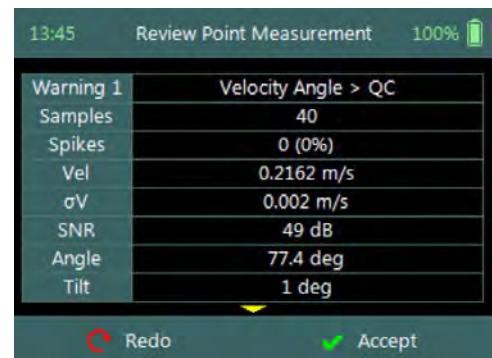 13:45 Review Point Measurement 100%
Warning 1 Velocity Angle > QC
Samples 40
Spikes 0 (0%)
Vel 0.2162 m/s
σV 0.002 m/s
SNR 49 dB
Angle 77.4 deg
Tilt 1 deg
Redo Accept